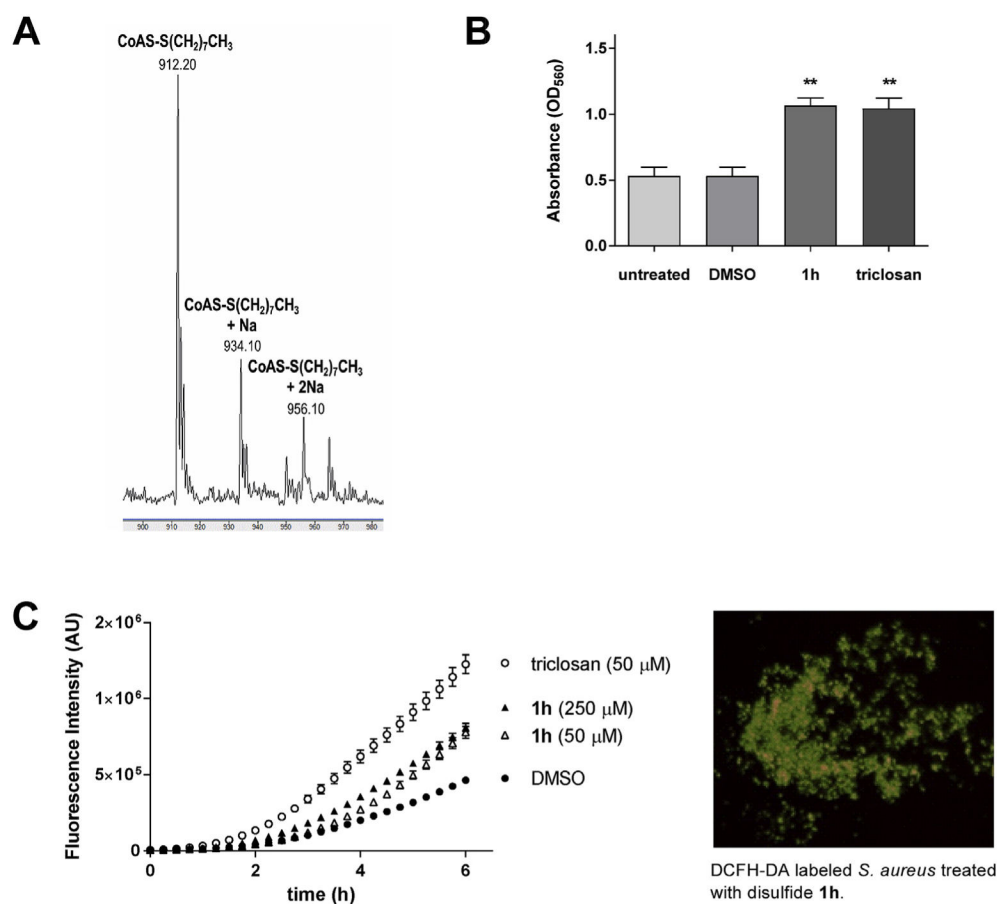 A
CoAS-S(CH₂)₇CH₃
912.20
CoAS-S(CH₂)₇CH₃
+ Na
934.10
CoAS-S(CH₂)₇CH₃
+ 2Na
956.10
900 910 920 930 940 950 960 970 980
B
Absorbance (OD₅₆₀)
1.5
1.0
0.5
0.0
** **
untreated DMSO 1h triclosan
C
Fluorescence Intensity (AU)
2×10⁶
1×10⁶
5×10⁵
0
0 2 4 6
time (h)
triclosan (50 μM)
1h (250 μM)
1h (50 μM)
DMSO
DCFH-DA labeled S. aureus treated
with disulfide 1h.